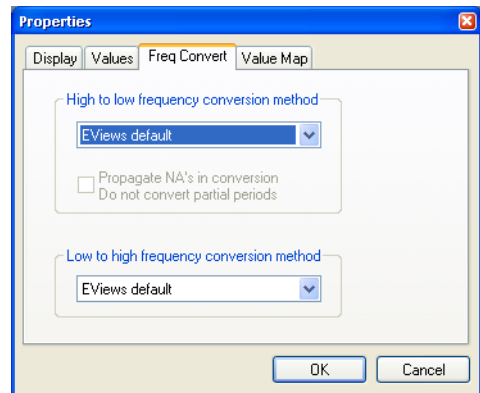 Properties
Display Values Freq Convert Value Map
High to low frequency conversion method
EViews default
Propagate NA's in conversion
Do not convert partial periods
Low to high frequency conversion method
EViews default
OK Cancel